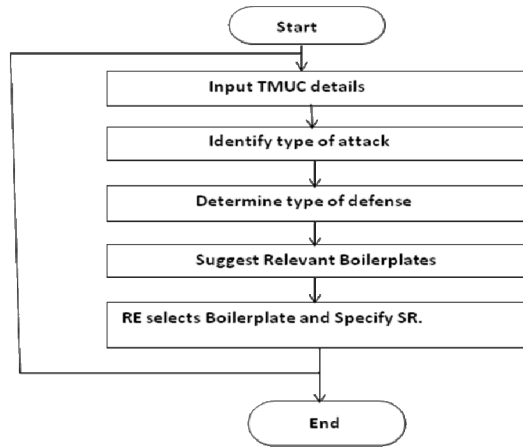 Start
Input TMUC details
Identify type of attack
Determine type of defense
Suggest Relevant Boilerplates
RE selects Boilerplate and Specify SR.
End